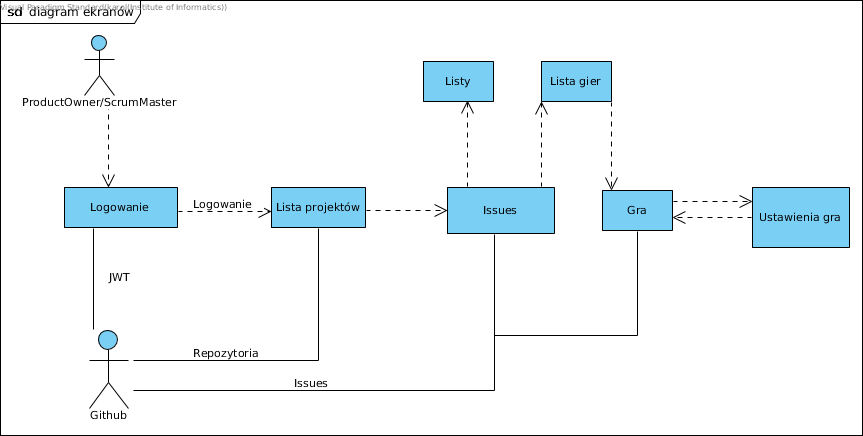 Visual Paradigm Standard(karol(Institute of Informatics))
sd diagram ekranów
ProductOwner/ScrumMaster
Listy
Lista gier
Logowanie
Logowanie
Lista projektów
Issues
Gra
Ustawienia gra
JWT
Repozytoria
Issues
Github